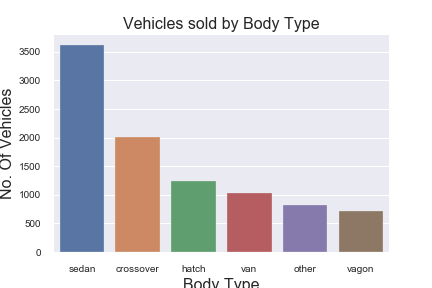 Vehicles sold by Body Type
No. Of Vehicles
3500
3000
2500
2000
1500
1000
500
0
sedan crossover hatch van other vagon
Body Type